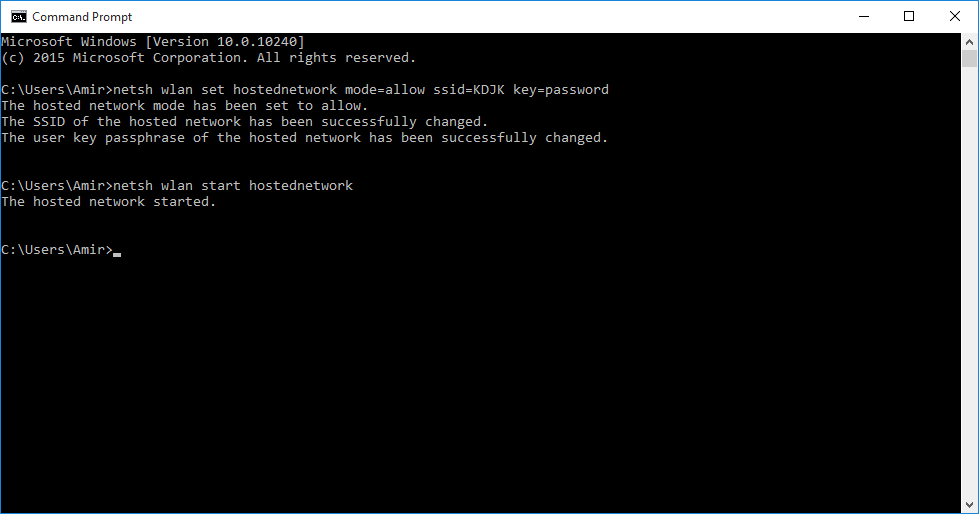 Command Prompt
Microsoft Windows [Version 10.0.10240]
(c) 2015 Microsoft Corporation. All rights reserved.
C:\Users\Amir>netsh wlan set hostednetwork mode=allow ssid=KDJK key=password
The hosted network mode has been set to allow.
The SSID of the hosted network has been successfully changed.
The user key passphrase of the hosted network has been successfully changed.
C:\Users\Amir>netsh wlan start hostednetwork
The hosted network started.
C:\Users\Amir>